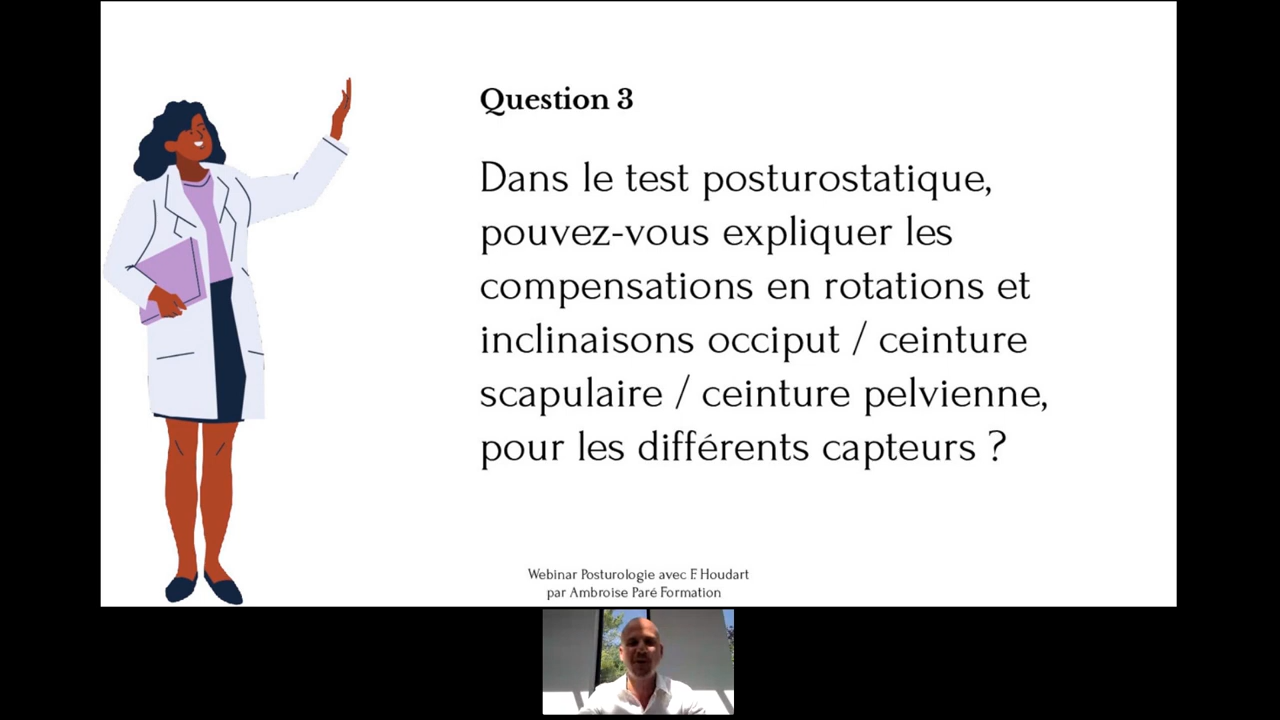 Question 3
Dans le test posturostatique,
pouvez-vous expliquer les
compensations en rotations et
inclinaisons occiput / ceinture
scapulaire / ceinture pelvienne,
pour les différents capteurs ?
Webinar Posturologie avec F. Houdart
par Ambroise Paré Formation